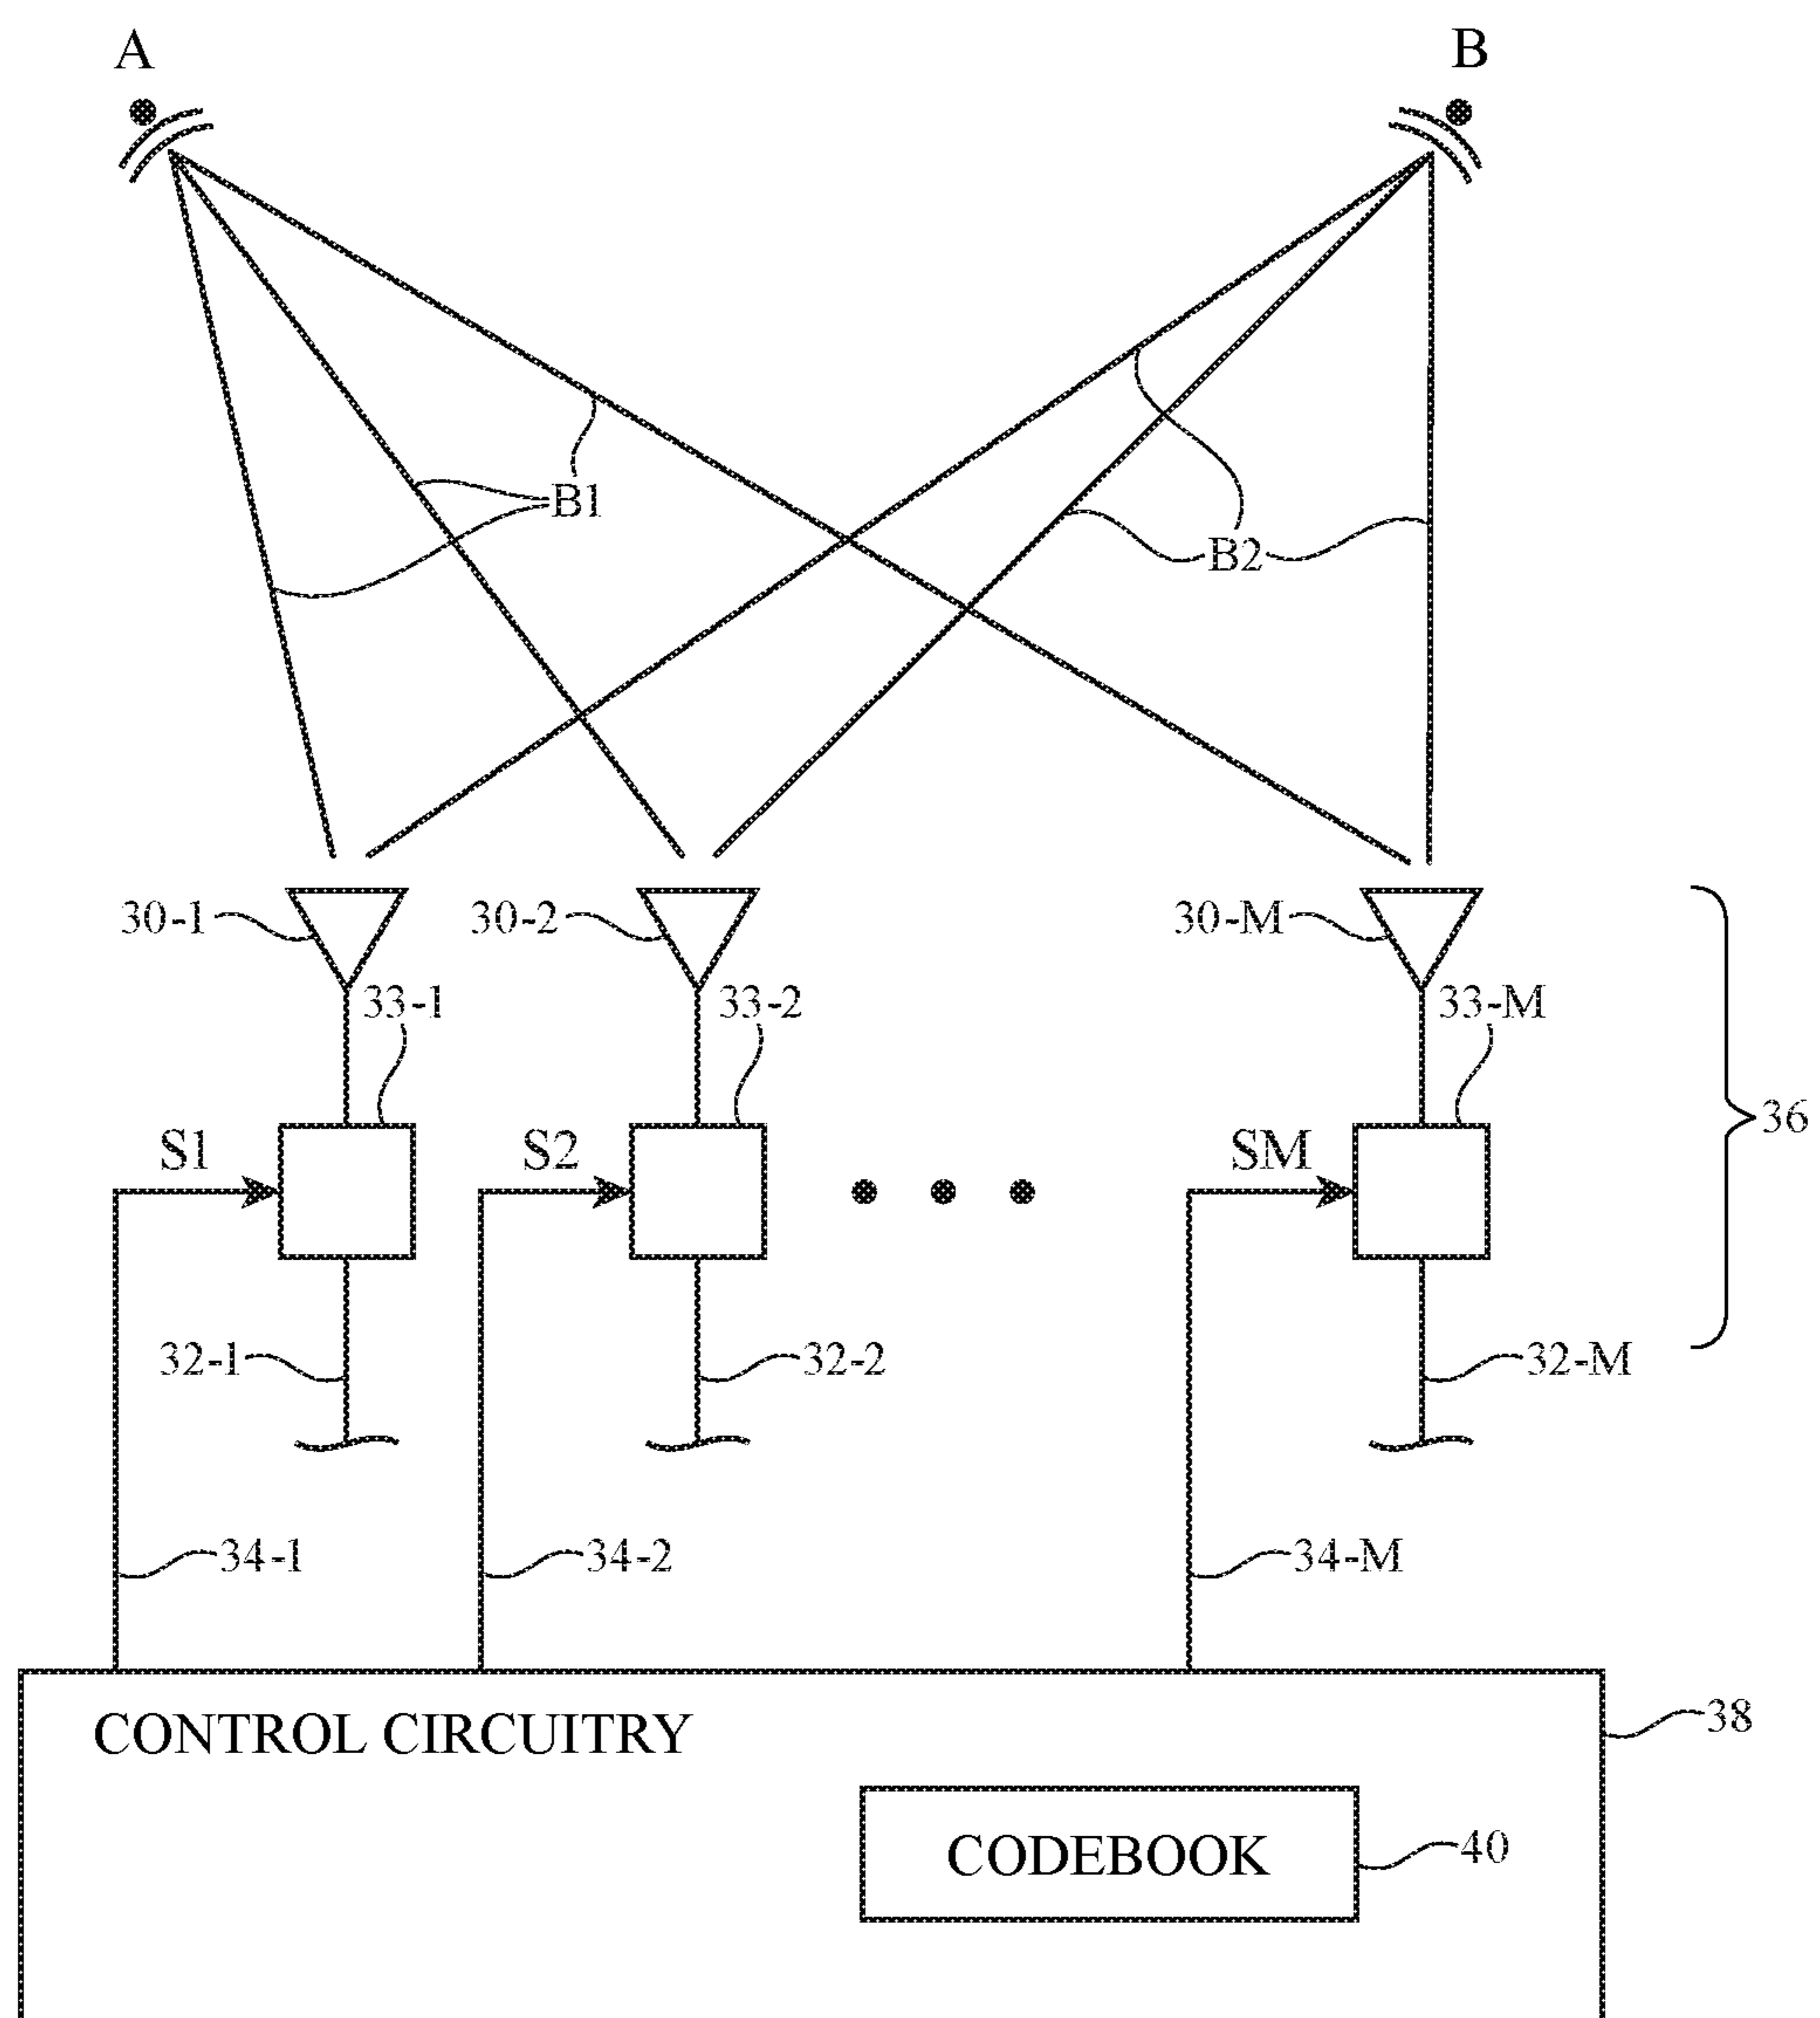 A B
B1
B2
30-1 30-2 30-M
33-1 33-2 33-M
36
S1 S2 SM
32-1 32-2 32-M
34-1 34-2 34-M
38
CONTROL CIRCUITRY
40
CODEBOOK